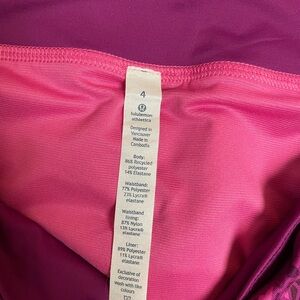 4
lululemon
athletica
Designed in
Vancouver
Made in
Cambodia
Body:
86% Recycled
polyester
14% Elastane
Waistband:
77% Polyester
23% Lycra®
elastane
Waistband
lining:
87% Nylon
13% Lycra®
elastane
Liner:
89% Polyester
11% Lycra®
elastane
Exclusive of
decoration
Wash with like
colours